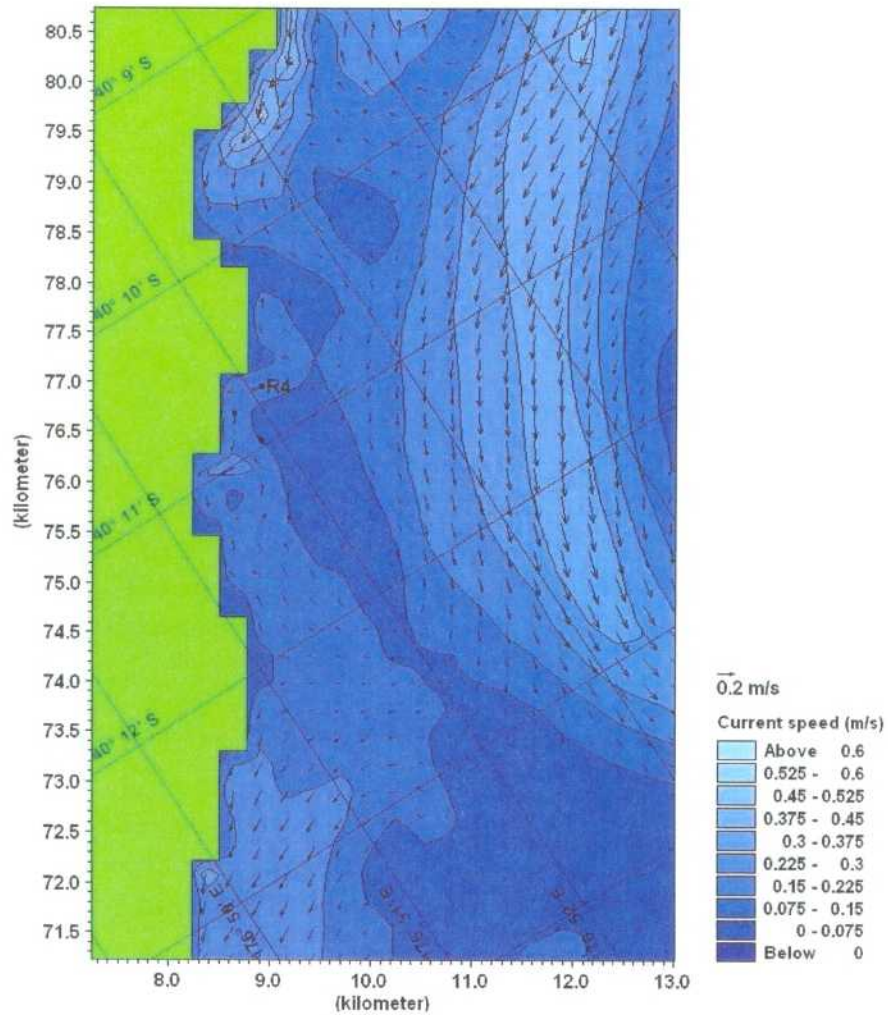 80.5
80.0
79.5
79.0
78.5
78.0
77.5
77.0
76.5
76.0
75.5
75.0
74.5
74.0
73.5
73.0
72.5
72.0
71.5
(kilometer)
40° 9' S
40° 10' S
40° 11' S
40° 12' S
R4
8.0 9.0 10.0 11.0 12.0 13.0
(kilometer)
0.2 m/s
Current speed (m/s)
Above 0.6
0.525 - 0.6
0.45 - 0.525
0.375 - 0.45
0.3 - 0.375
0.225 - 0.3
0.15 - 0.225
0.075 - 0.15
0 - 0.075
Below 0